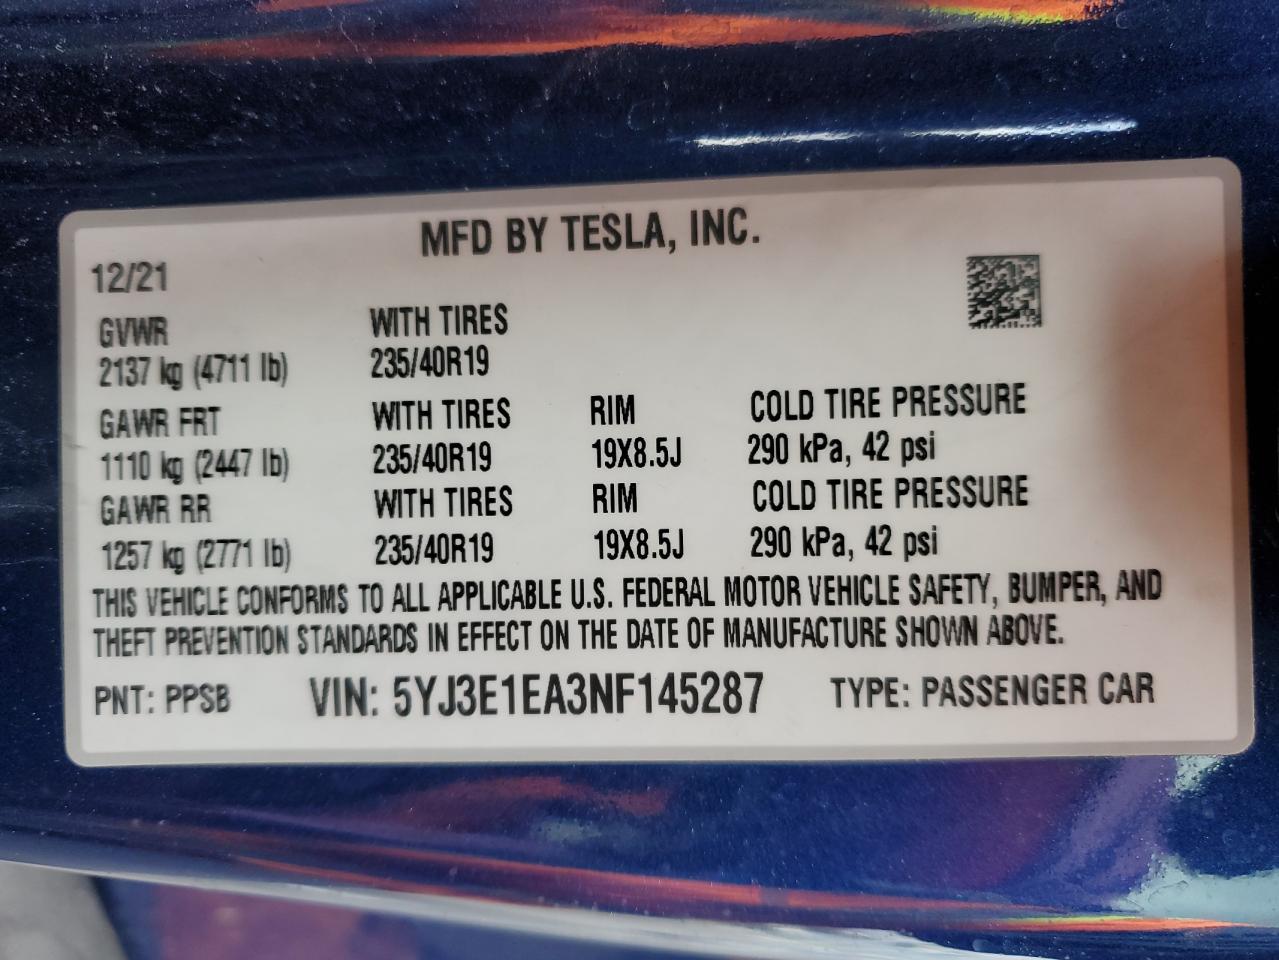 MFD BY TESLA, INC.
12/21
GVWR WITH TIRES
2137 kg (4711 lb) 235/40R19
GAWR FRT WITH TIRES RIM COLD TIRE PRESSURE
1110 kg (2447 lb) 235/40R19 19X8.5J 290 kPa, 42 psi
GAWR RR WITH TIRES RIM COLD TIRE PRESSURE
1257 kg (2771 lb) 235/40R19 19X8.5J 290 kPa, 42 psi
THIS VEHICLE CONFORMS TO ALL APPLICABLE U.S. FEDERAL MOTOR VEHICLE SAFETY, BUMPER, AND
THEFT PREVENTION STANDARDS IN EFFECT ON THE DATE OF MANUFACTURE SHOWN ABOVE.
PNT: PPSB VIN: 5YJ3E1EA3NF145287 TYPE: PASSENGER CAR